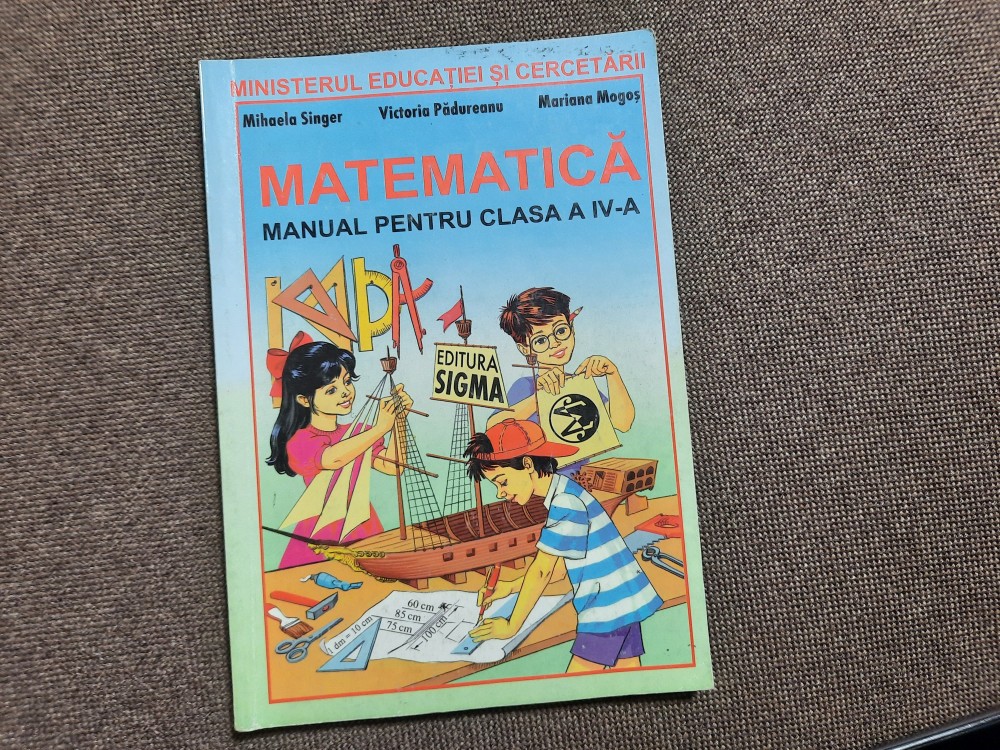 MINISTERUL EDUCAȚIEI ȘI CERCETĂRII
Mihaela Singer Victoria Pădureanu Mariana Mogoș
MATEMATICĂ
MANUAL PENTRU CLASA A IV-A
EDITURA
SIGMA
60 cm
85 cm
75 cm
100 cm
1 dm = 10 cm